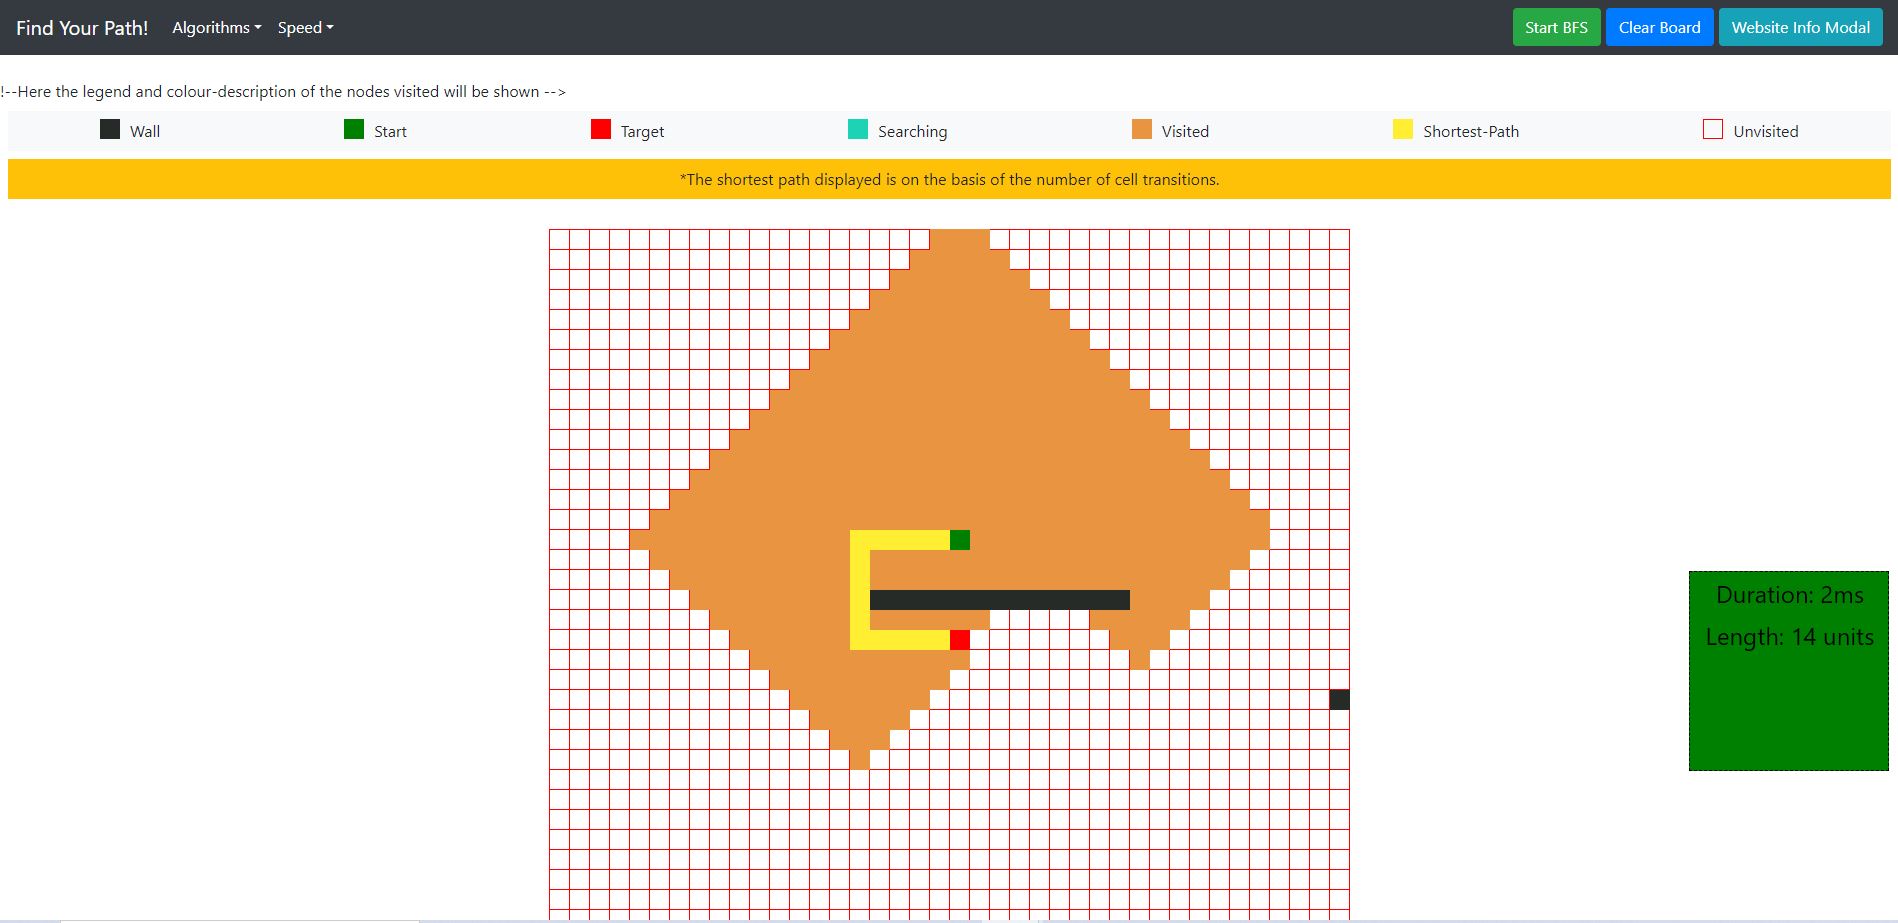 Find Your Path! Algorithms Speed Start BFS Clear Board Website Info Modal
!--Here the legend and colour-description of the nodes visited will be shown -->
Wall Start Target Searching Visited Shortest-Path Unvisited
*The shortest path displayed is on the basis of the number of cell transitions.
Duration: 2ms
Length: 14 units